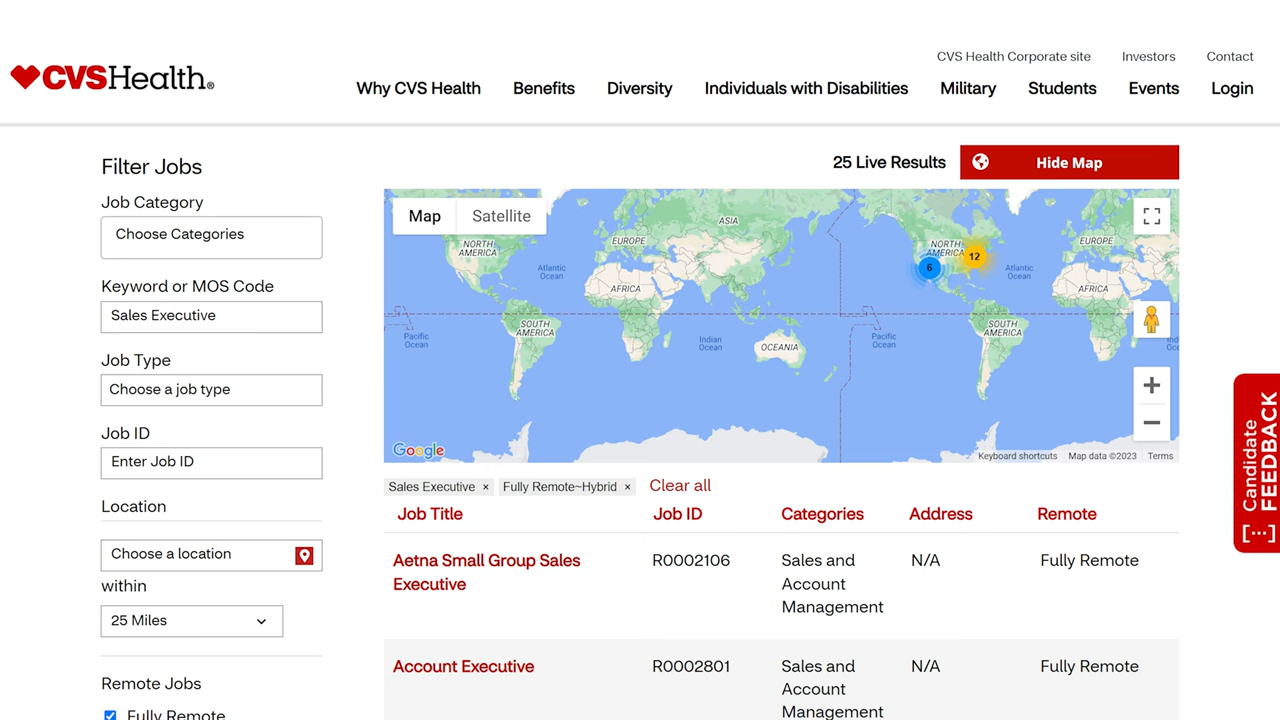 CVS Health Corporate site Investors Contact
CVSHealth®
Why CVS Health Benefits Diversity Individuals with Disabilities Military Students Events Login
Filter Jobs
Job Category
Choose Categories
Keyword or MOS Code
Sales Executive
Job Type
Choose a job type
Job ID
Enter Job ID
Location
Choose a location
within
25 Miles
Remote Jobs
Fully Remote
25 Live Results
Hide Map
Map Satellite
NORTH
AMERICA
Atlantic
Ocean
EUROPE
ASIA
AFRICA
SOUTH
AMERICA
Pacific
Ocean
Indian
Ocean
OCEANIA
Pacific
Ocean
NORTH
AMERICA
6
12
Atlantic
Ocean
EUROPE
AFRICA
SOUTH
AMERICA
Google
Keyboard shortcuts Map data ©2023 Terms
Sales Executive × Fully Remote~Hybrid × Clear all
Job Title Job ID Categories Address Remote
Aetna Small Group Sales
Executive
R0002106
Sales and
Account
Management
N/A
Fully Remote
Account Executive
R0002801
Sales and
Account
Management
N/A
Fully Remote
Candidate
FEEDBACK
[···]